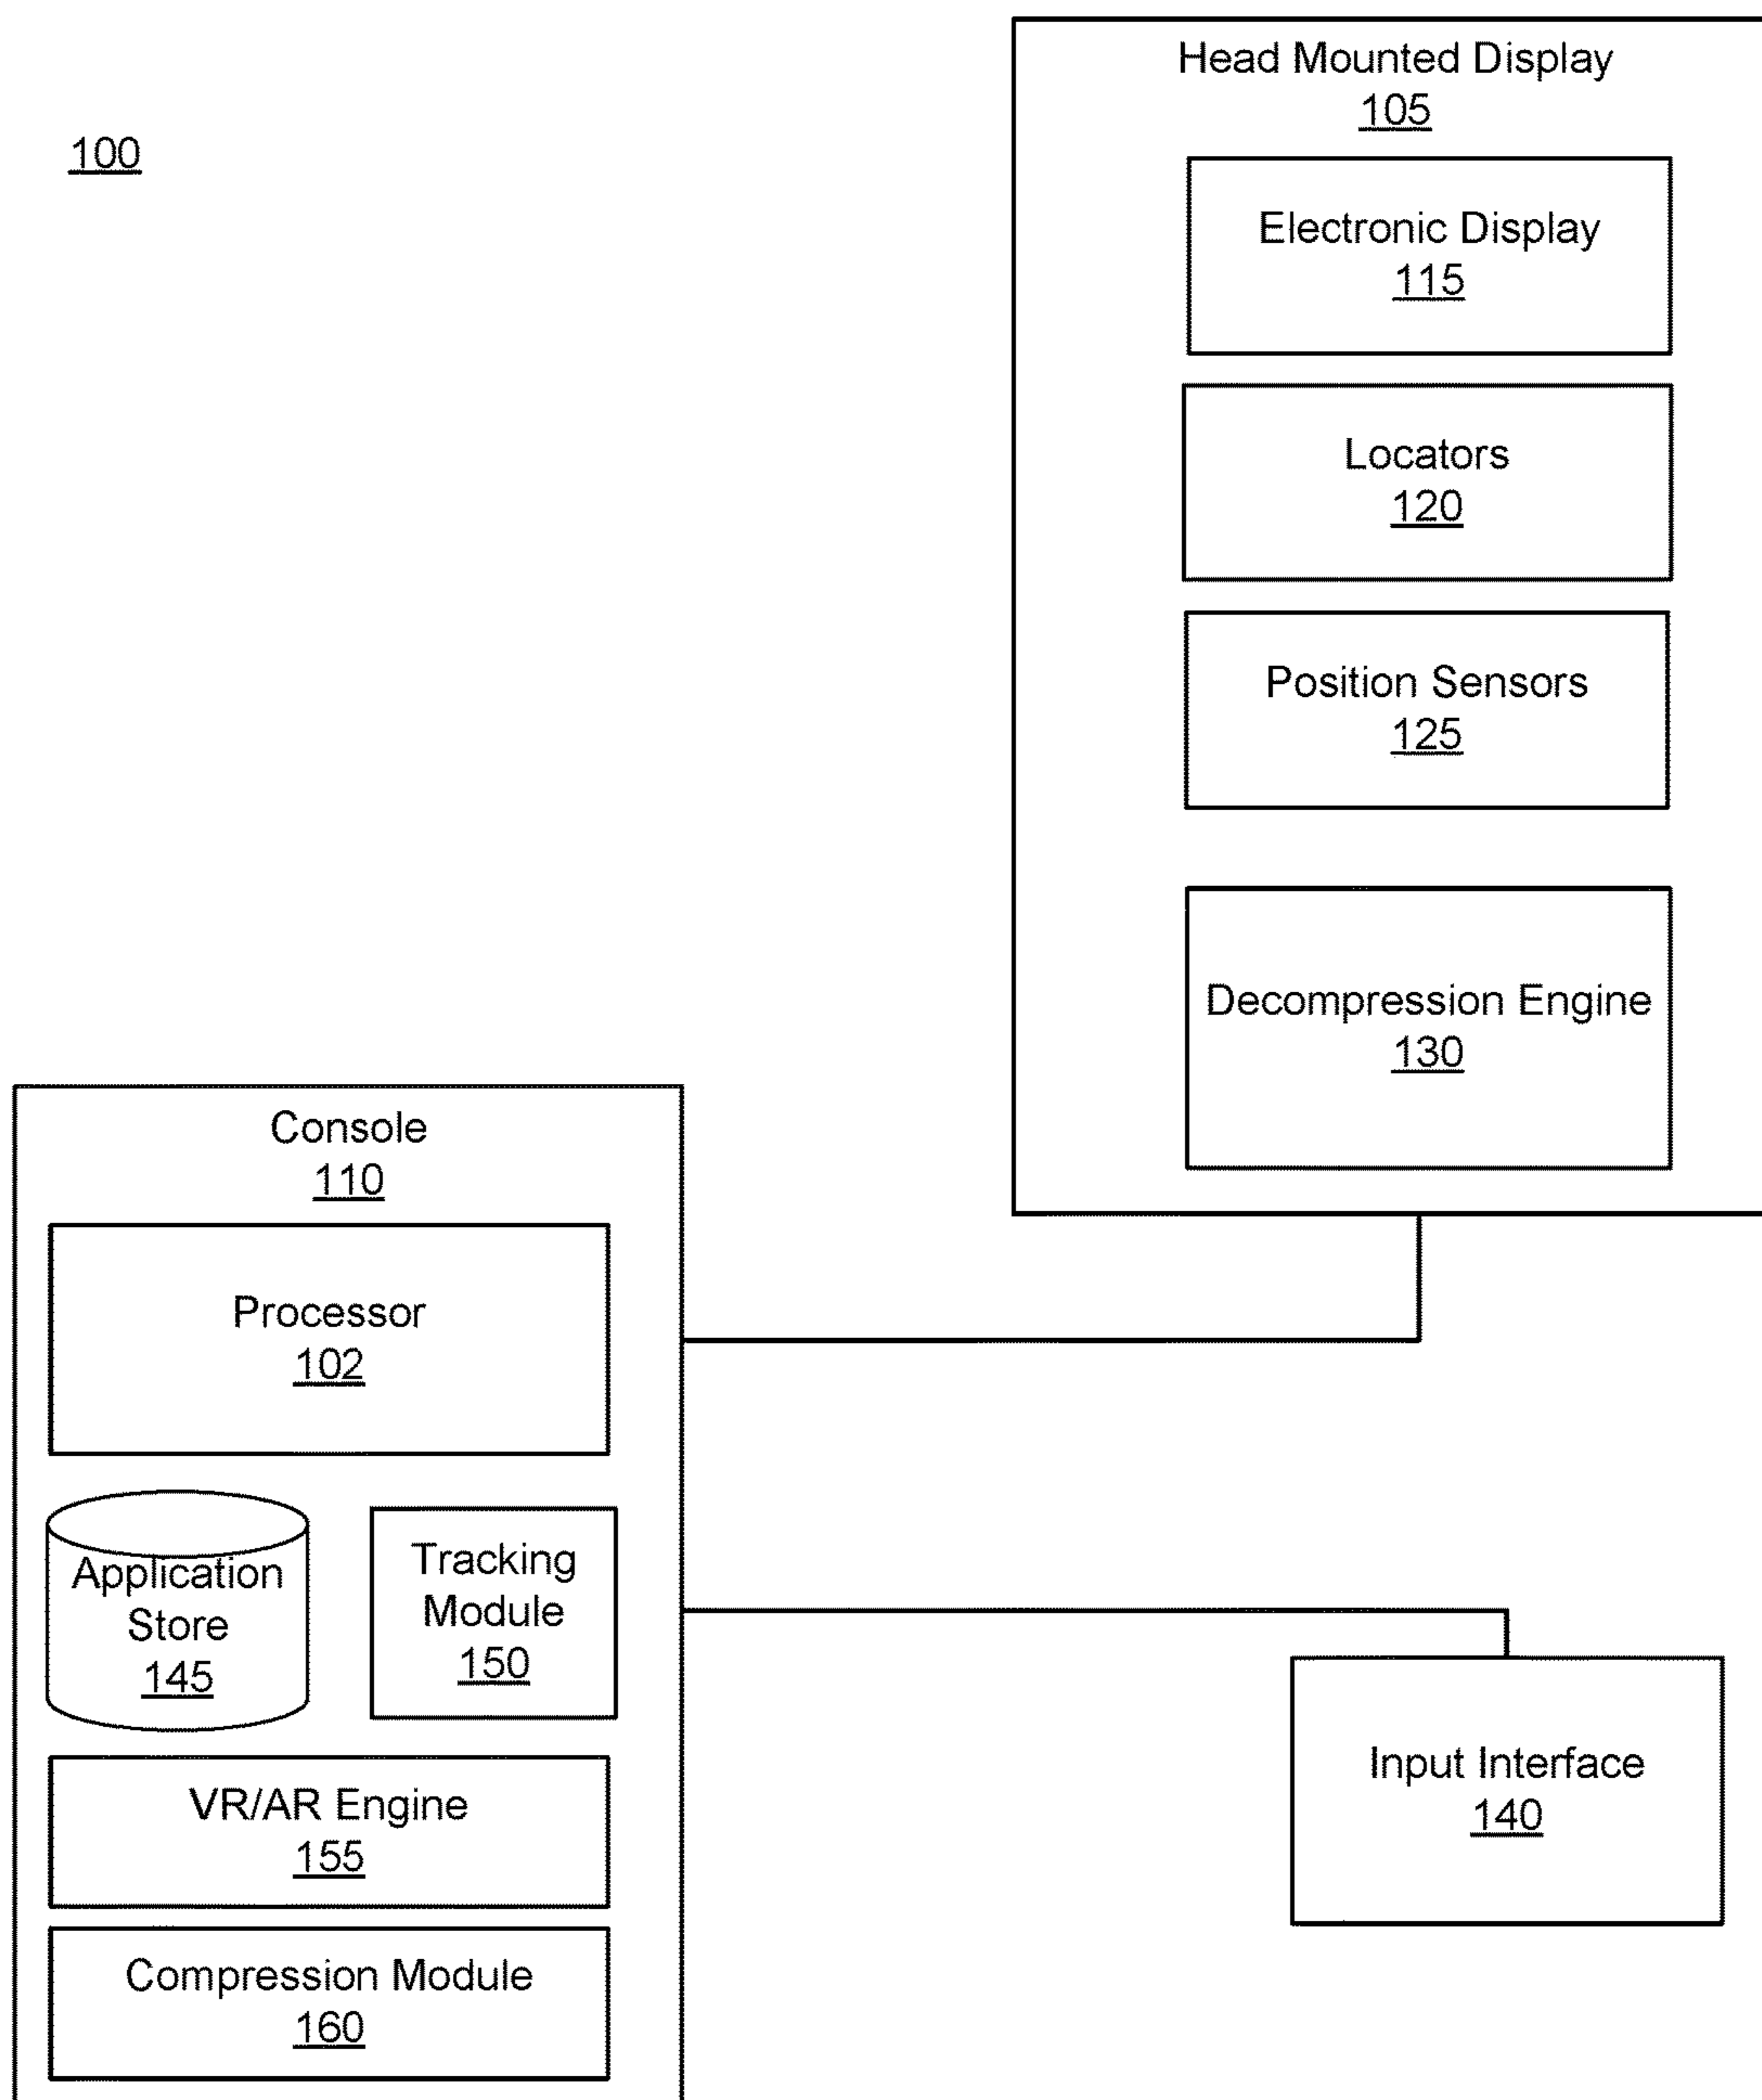 100
Head Mounted Display
105
Electronic Display
115
Locators
120
Position Sensors
125
Decompression Engine
130
Console
110
Processor
102
Application
Store
145
Tracking
Module
150
VR/AR Engine
155
Compression Module
160
Input Interface
140